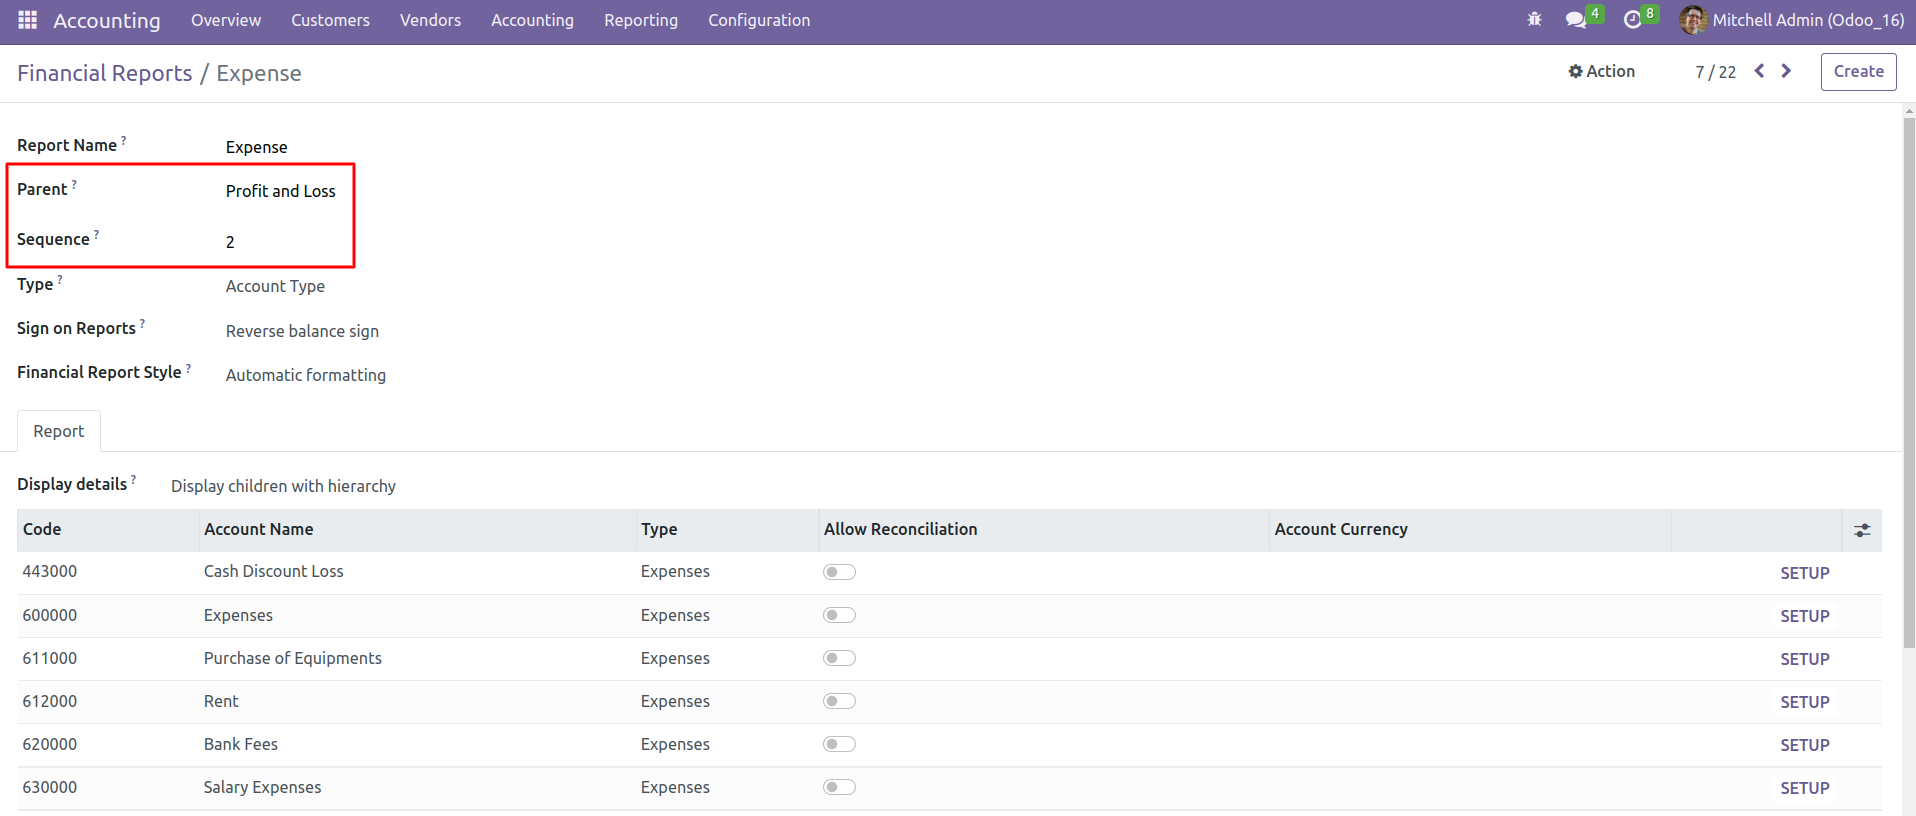 Accounting Overview Customers Vendors Accounting Reporting Configuration 4 8 Mitchell Admin (Odoo_16)
Financial Reports / Expense Action 7 / 22 Create
Report Name ? Expense
Parent ? Profit and Loss
Sequence ? 2
Type ? Account Type
Sign on Reports ? Reverse balance sign
Financial Report Style ? Automatic formatting
Report
Display details ? Display children with hierarchy
Code Account Name Type Allow Reconciliation Account Currency
443000 Cash Discount Loss Expenses SETUP
600000 Expenses Expenses SETUP
611000 Purchase of Equipments Expenses SETUP
612000 Rent Expenses SETUP
620000 Bank Fees Expenses SETUP
630000 Salary Expenses Expenses SETUP